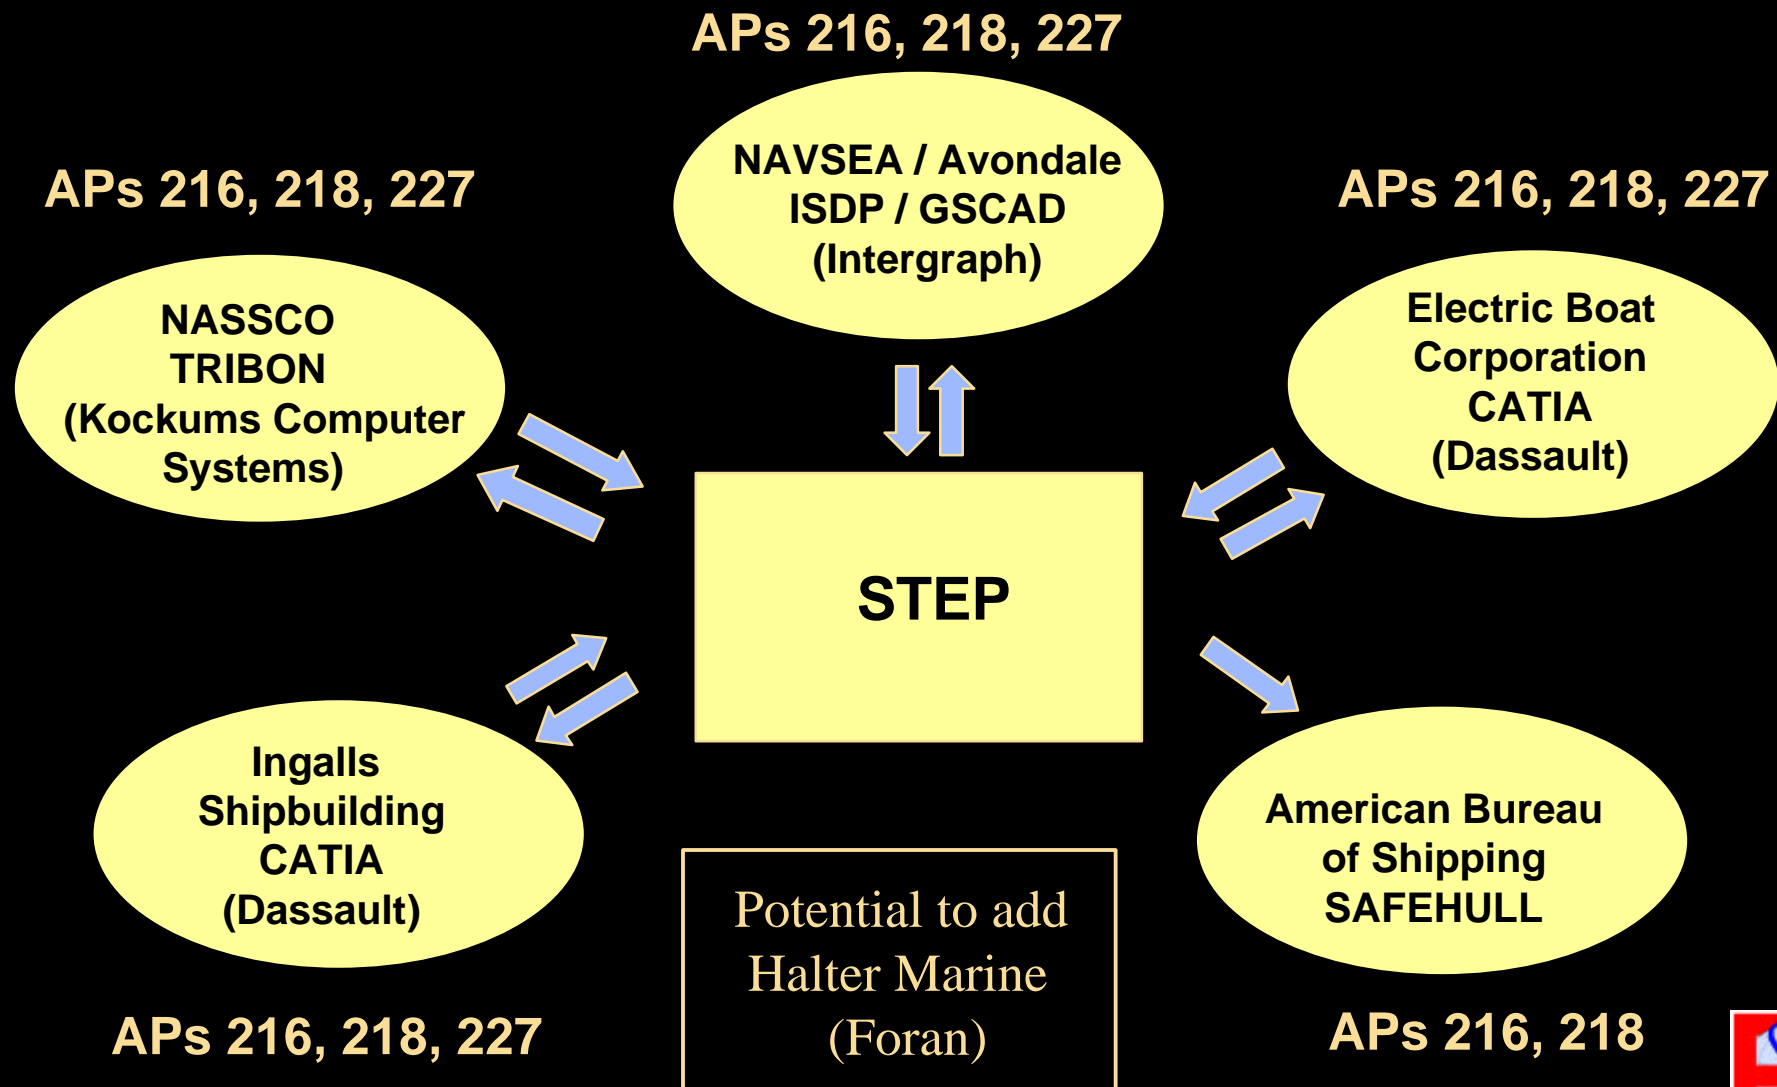 APs 216, 218, 227
NAVSEA / Avondale
ISDP / GSCAD
(Intergraph)
APs 216, 218, 227
NASSCO
TRIBON
(Kockums Computer
Systems)
APs 216, 218, 227
Electric Boat
Corporation
CATIA
(Dassault)
STEP
Ingalls
Shipbuilding
CATIA
(Dassault)
APs 216, 218, 227
Potential to add
Halter Marine
(Foran)
American Bureau
of Shipping
SAFEHULL
APs 216, 218